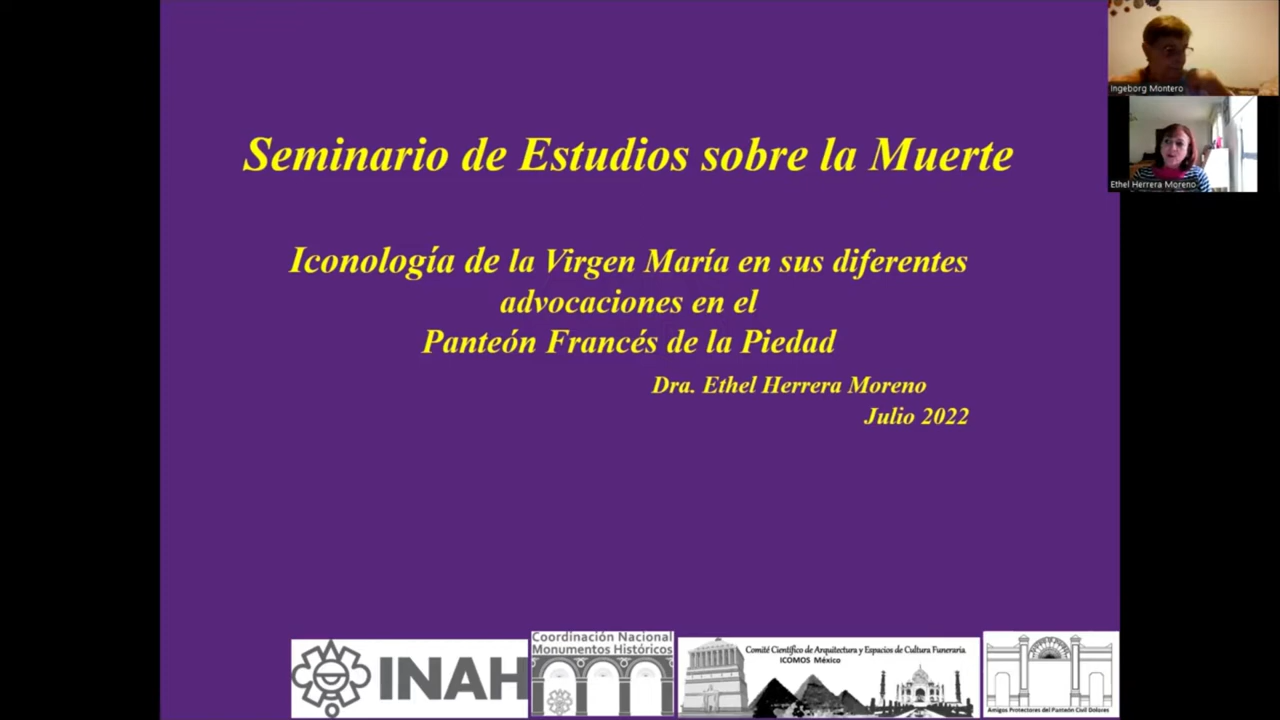 Seminario de Estudios sobre la Muerte
Iconología de la Virgen María en sus diferentes
advocaciones en el
Panteón Francés de la Piedad
Dra. Ethel Herrera Moreno
Julio 2022
Ingeborg Montero
Ethel Herrera Moreno
INAH
Coordinación Nacional
Monumentos Históricos
Comité Científico de Arquitectura y Espacios de Cultura Funeraria
ICOMOS México
Amigos Protectores del Panteón Civil Dolores